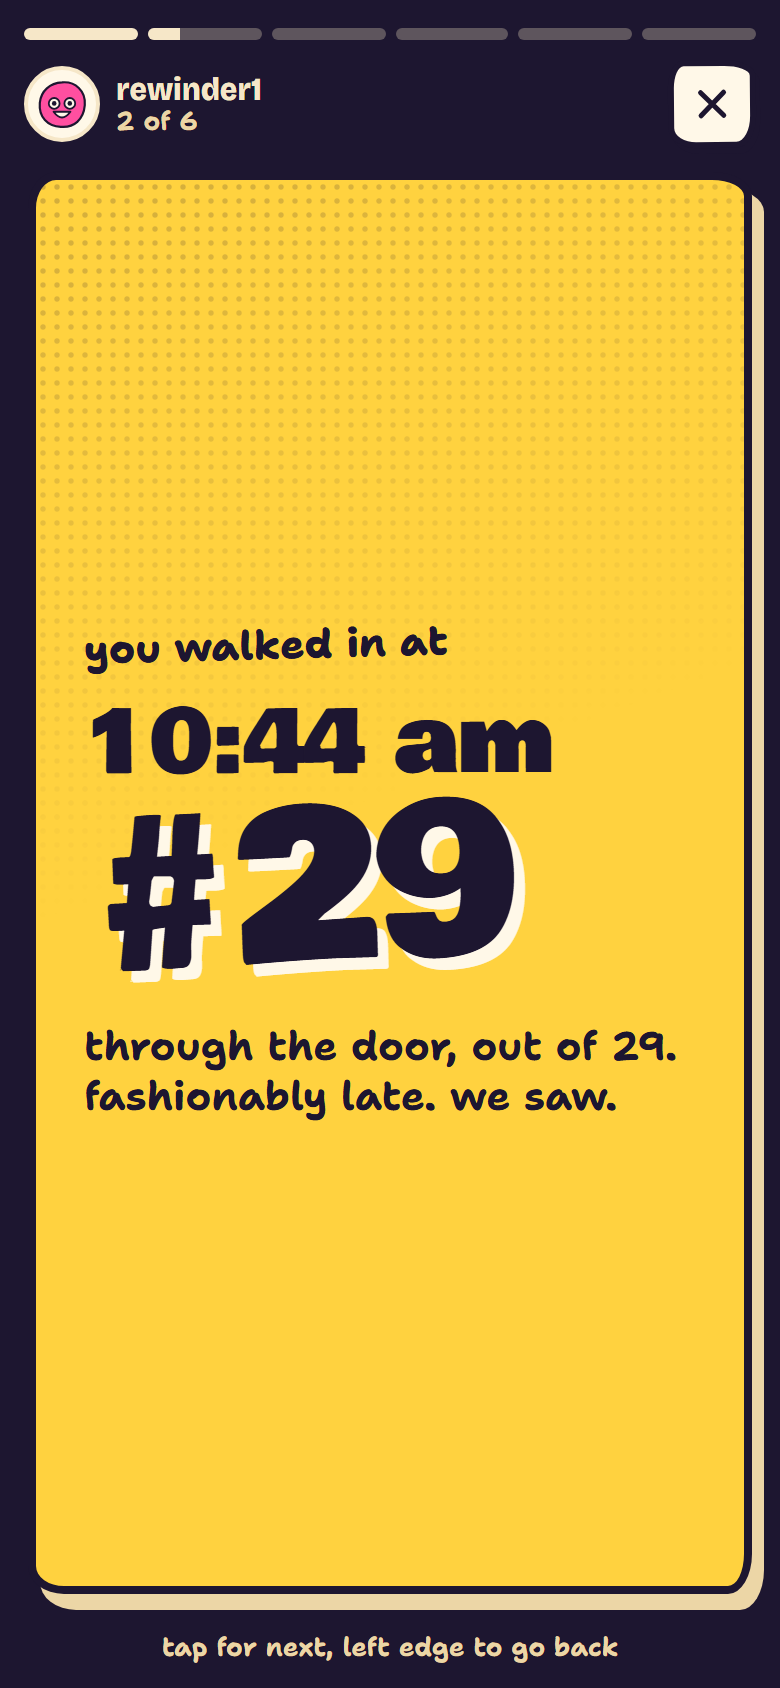 rewinder1
2 of 6
you walked in at
10:44 am
#29
through the door, out of 29.
fashionably late. we saw.
tap for next, left edge to go back